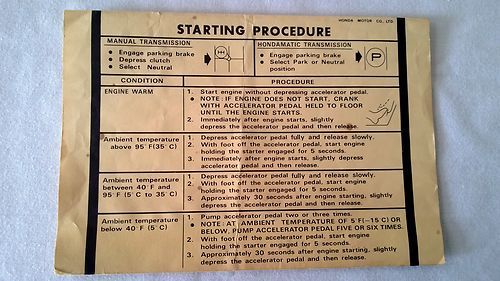 HONDA MOTOR CO., LTD.
STARTING PROCEDURE
MANUAL TRANSMISSION
● Engage parking brake
● Depress clutch
● Select Neutral
HONDAMATIC TRANSMISSION
● Engage parking brake
● Select Park or Neutral
position
P
CONDITION
PROCEDURE
ENGINE WARM
1. Start engine without depressing accelerator pedal.
● NOTE: IF ENGINE DOES NOT START, CRANK
WITH ACCELERATOR PEDAL HELD TO FLOOR
UNTIL THE ENGINE STARTS.
2. Immediately after engine starts, slightly
depress the accelerator pedal and then release.
Ambient temperature
above 95°F(35°C)
1. Depress accelerator pedal fully and release slowly.
2. With foot off the accelerator pedal, start engine
holding the starter engaged for 5 seconds.
3. Immediately after engine starts, slightly depress
accelerator pedal and then release.
Ambient temperature
between 40°F and
95°F (5°C to 35°C)
1. Depress accelerator pedal fully and release slowly.
2. With foot off the accelerator pedal, start engine
holding the starter engaged for 5 seconds.
3. Approximately 30 seconds after engine starting, slightly
depress accelerator pedal and then release.
Ambient temperature
below 40°F (5°C)
1. Pump accelerator pedal two or three times.
● NOTE: AT AMBIENT TEMPERATURE OF 5°F(–15°C) OR
BELOW, PUMP ACCELERATOR PEDAL FIVE OR SIX TIMES.
2. With foot off the accelerator pedal, start engine
holding the starter engaged for 5 seconds.
3. Approximately 30 seconds after engine starting, slightly
depress accelerator pedal and then release.